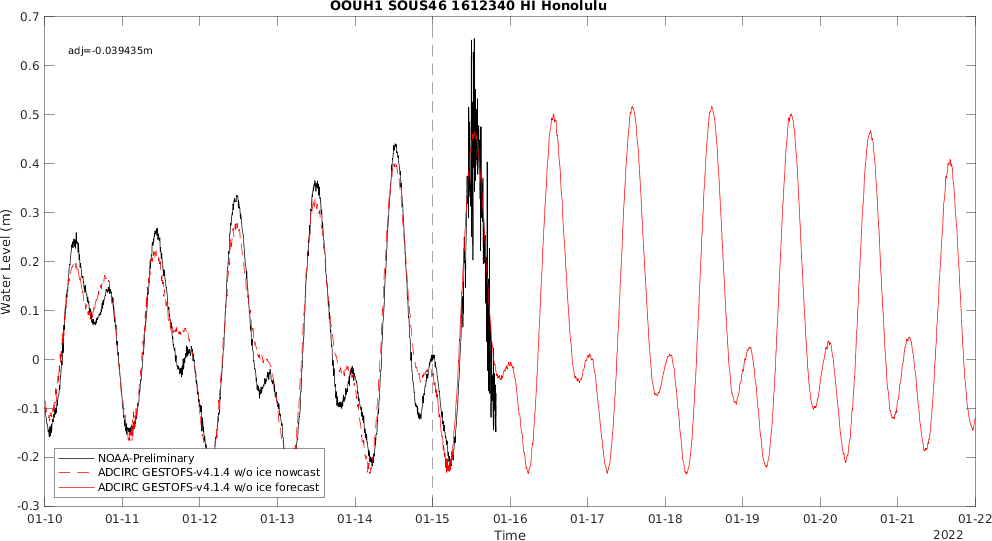 OOUH1 SOUS46 1612340 HI Honolulu
adj=-0.039435m
Water Level (m)
0.7
0.6
0.5
0.4
0.3
0.2
0.1
0
-0.1
-0.2
-0.3
NOAA-Preliminary
ADCIRC GESTOFS-v4.1.4 w/o ice nowcast
ADCIRC GESTOFS-v4.1.4 w/o ice forecast
01-10 01-11 01-12 01-13 01-14 01-15 01-16 01-17 01-18 01-19 01-20 01-21 01-22
Time
2022